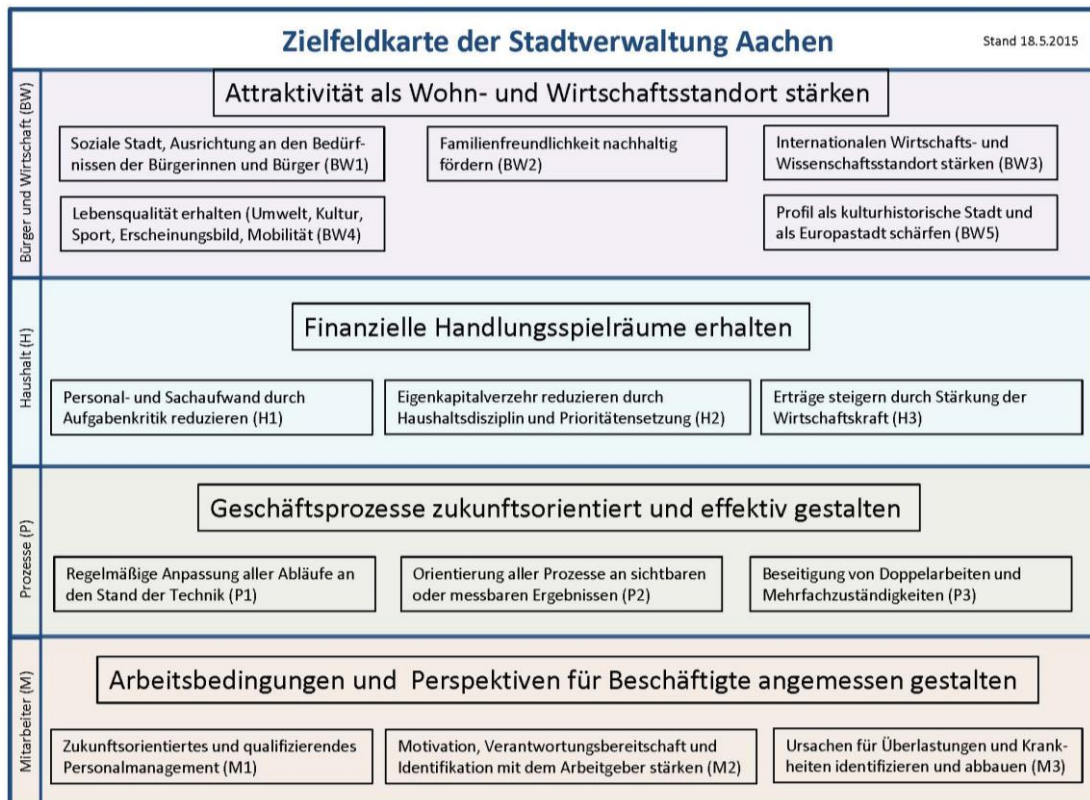 Zielfeldkarte der Stadtverwaltung Aachen
Stand 18.5.2015
Bürger und Wirtschaft (BW)
Attraktivität als Wohn- und Wirtschaftsstandort stärken
Soziale Stadt, Ausrichtung an den Bedürf-
nissen der Bürgerinnen und Bürger (BW1)
Familienfreundlichkeit nachhaltig
fördern (BW2)
Internationalen Wirtschafts- und
Wissenschaftsstandort stärken (BW3)
Lebensqualität erhalten (Umwelt, Kultur,
Sport, Erscheinungsbild, Mobilität (BW4)
Profil als kulturhistorische Stadt und
als Europastadt schärfen (BW5)
Haushalt (H)
Finanzielle Handlungsspielräume erhalten
Personal- und Sachaufwand durch
Aufgabenkritik reduzieren (H1)
Eigenkapitalverzehr reduzieren durch
Haushaltsdisziplin und Prioritätensetzung (H2)
Erträge steigern durch Stärkung der
Wirtschaftskraft (H3)
Prozesse (P)
Geschäftsprozesse zukunftsorientiert und effektiv gestalten
Regelmäßige Anpassung aller Abläufe an
den Stand der Technik (P1)
Orientierung aller Prozesse an sichtbaren
oder messbaren Ergebnissen (P2)
Beseitigung von Doppelarbeiten und
Mehrfachzuständigkeiten (P3)
Mitarbeiter (M)
Arbeitsbedingungen und Perspektiven für Beschäftigte angemessen gestalten
Zukunftsorientiertes und qualifizierendes
Personalmanagement (M1)
Motivation, Verantwortungsbereitschaft und
Identifikation mit dem Arbeitgeber stärken (M2)
Ursachen für Überlastungen und Krank-
heiten identifizieren und abbauen (M3)